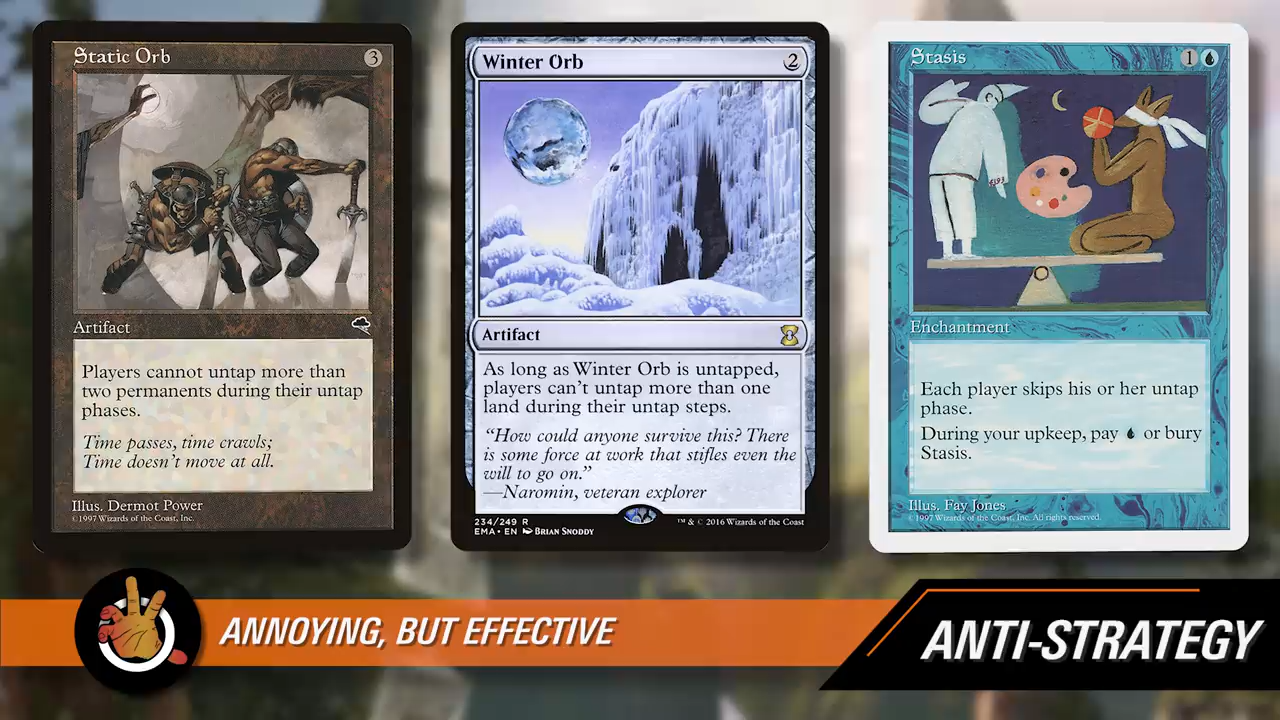 Static Orb
3
Artifact
Players cannot untap more than
two permanents during their untap
phases.
Time passes, time crawls;
Time doesn't move at all.
Illus. Dermot Power
©1997 Wizards of the Coast, Inc.
Winter Orb
2
Artifact
As long as Winter Orb is untapped,
players can't untap more than one
land during their untap steps.
"How could anyone survive this? There
is some force at work that stifles even the
will to go on."
—Naromin, veteran explorer
234/249 R
EMA • EN Brian Snoddy
™ & © 2016 Wizards of the Coast
Stasis
1
Enchantment
Each player skips his or her untap
phase.
During your upkeep, pay or bury
Stasis.
Illus. Fay Jones
©1997 Wizards of the Coast, Inc. All rights reserved.
ANNOYING, BUT EFFECTIVE
ANTI-STRATEGY